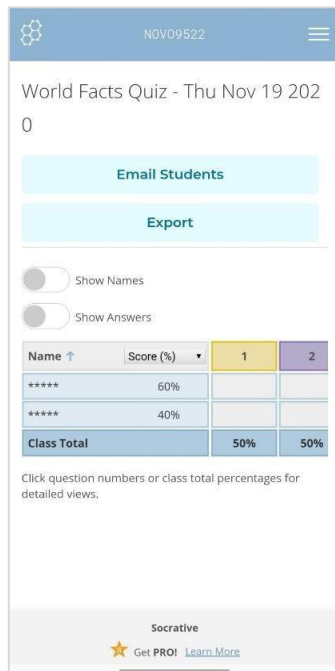 NOVO9522
World Facts Quiz - Thu Nov 19 202
0
Email Students
Export
Show Names
Show Answers
Name ↑ Score (%) ▾ 1 2
***** 60%
***** 40%
Class Total 50% 50%
Click question numbers or class total percentages for
detailed views.
Socrative
Get PRO! Learn More